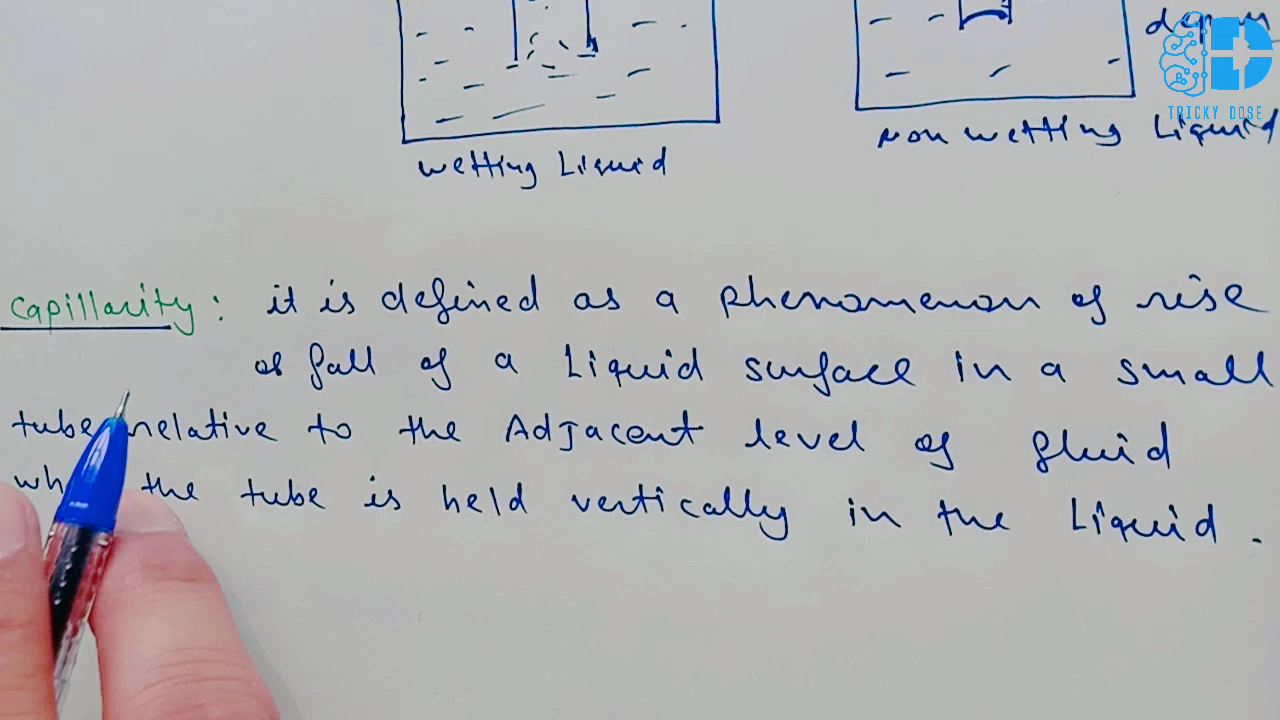 TRICKY DOSE
wetting Liquid
Non wetting Liquid
Capillarity: it is defined as a phenomenon of rise
or fall of a Liquid surface in a small
tube relative to the Adjacent level of fluid
the tube is held vertically in the Liquid.